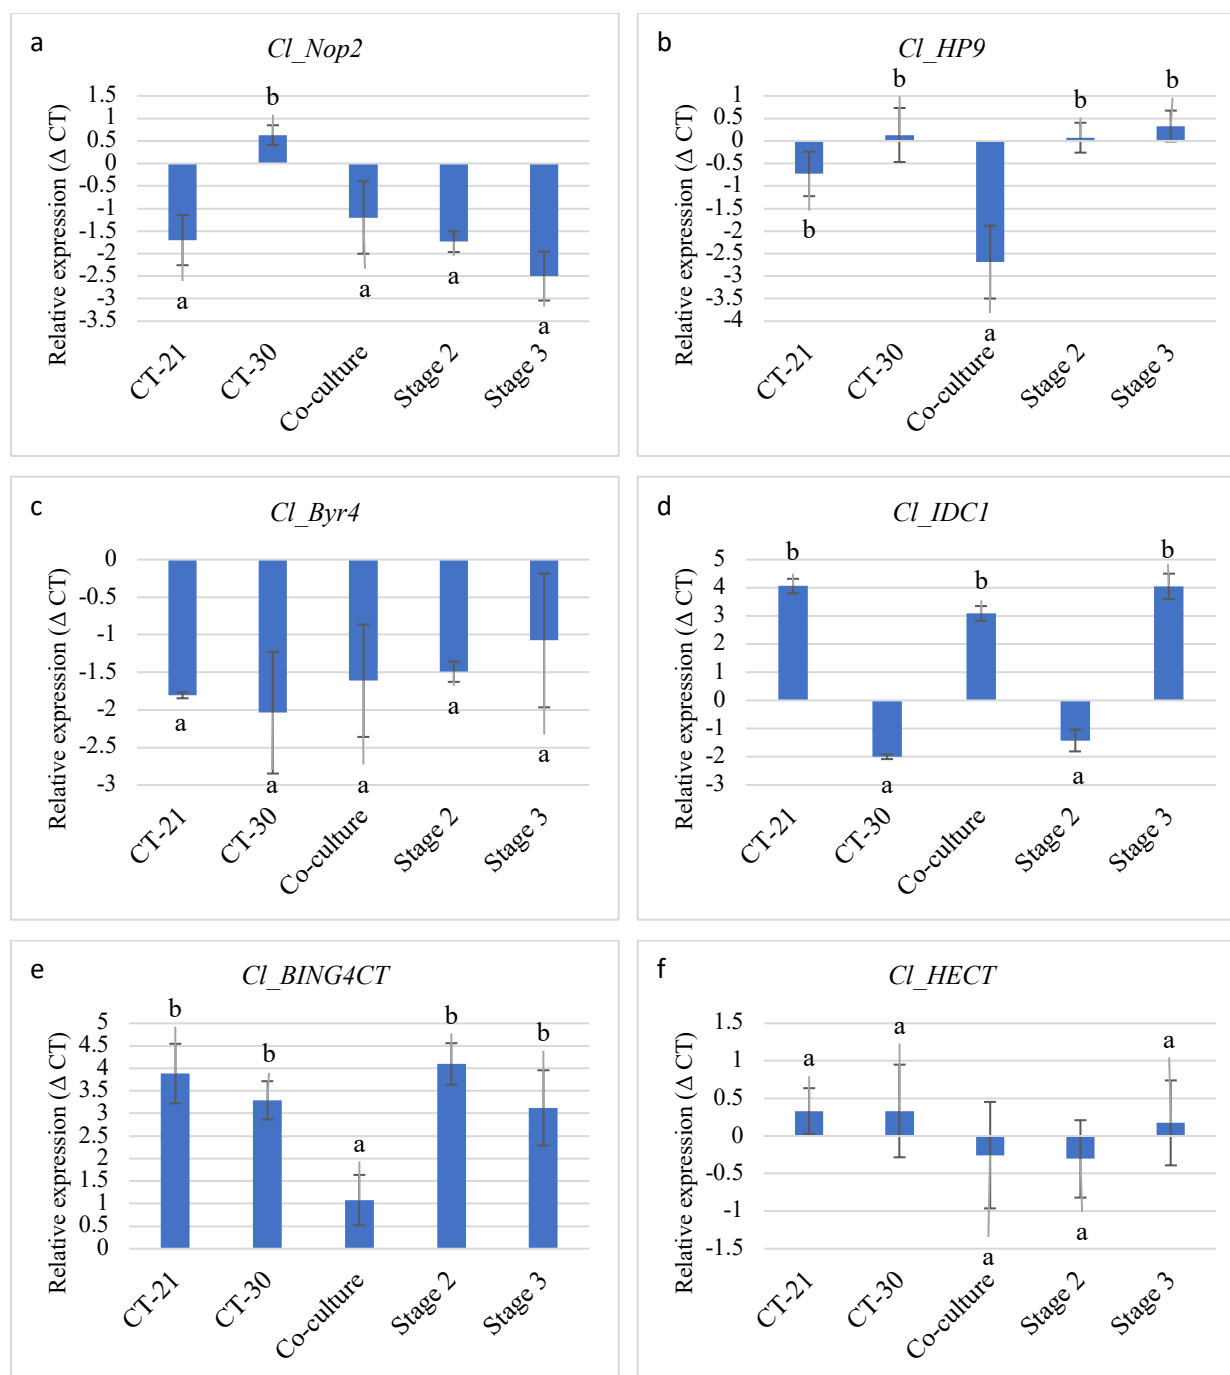 a
Cl_Nop2
Relative expression (Δ CT)
1.5
1
0.5
0
-0.5
-1
-1.5
-2
-2.5
-3
-3.5
a
b
a
a
a
CT-21
CT-30
Co-culture
Stage 2
Stage 3
b
Cl_HP9
Relative expression (Δ CT)
1
0.5
0
-0.5
-1
-1.5
-2
-2.5
-3
-3.5
-4
b
b
a
b
b
CT-21
CT-30
Co-culture
Stage 2
Stage 3
c
Cl_Byr4
Relative expression (Δ CT)
0
-0.5
-1
-1.5
-2
-2.5
-3
a
a
a
a
a
CT-21
CT-30
Co-culture
Stage 2
Stage 3
d
Cl_IDC1
Relative expression (Δ CT)
5
4
3
2
1
0
-1
-2
-3
b
a
b
a
b
CT-21
CT-30
Co-culture
Stage 2
Stage 3
e
Cl_BING4CT
Relative expression (Δ CT)
5
4.5
4
3.5
3
2.5
2
1.5
1
0.5
0
b
b
a
b
b
CT-21
CT-30
Co-culture
Stage 2
Stage 3
f
Cl_HECT
Relative expression (Δ CT)
1.5
1
0.5
0
-0.5
-1
-1.5
a
a
a
a
a
CT-21
CT-30
Co-culture
Stage 2
Stage 3